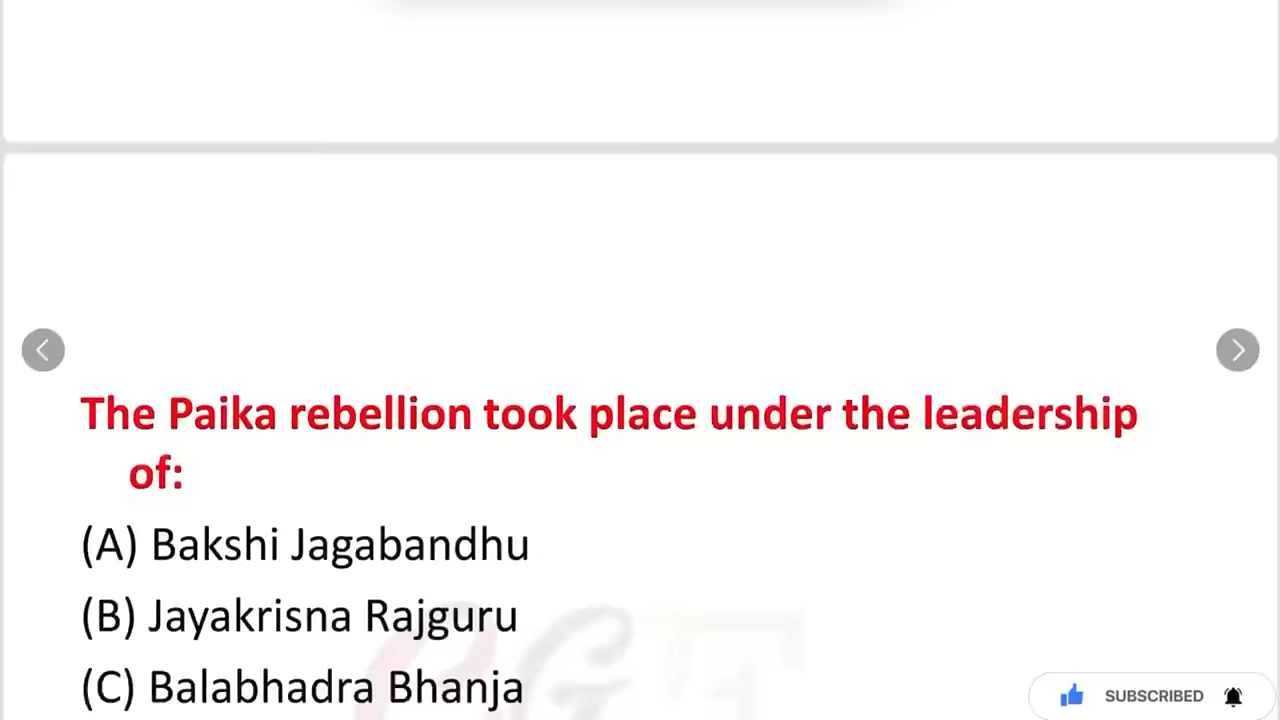 The Paika rebellion took place under the leadership
of:
(A) Bakshi Jagabandhu
(B) Jayakrisna Rajguru
(C) Balabhadra Bhanja
SUBSCRIBED